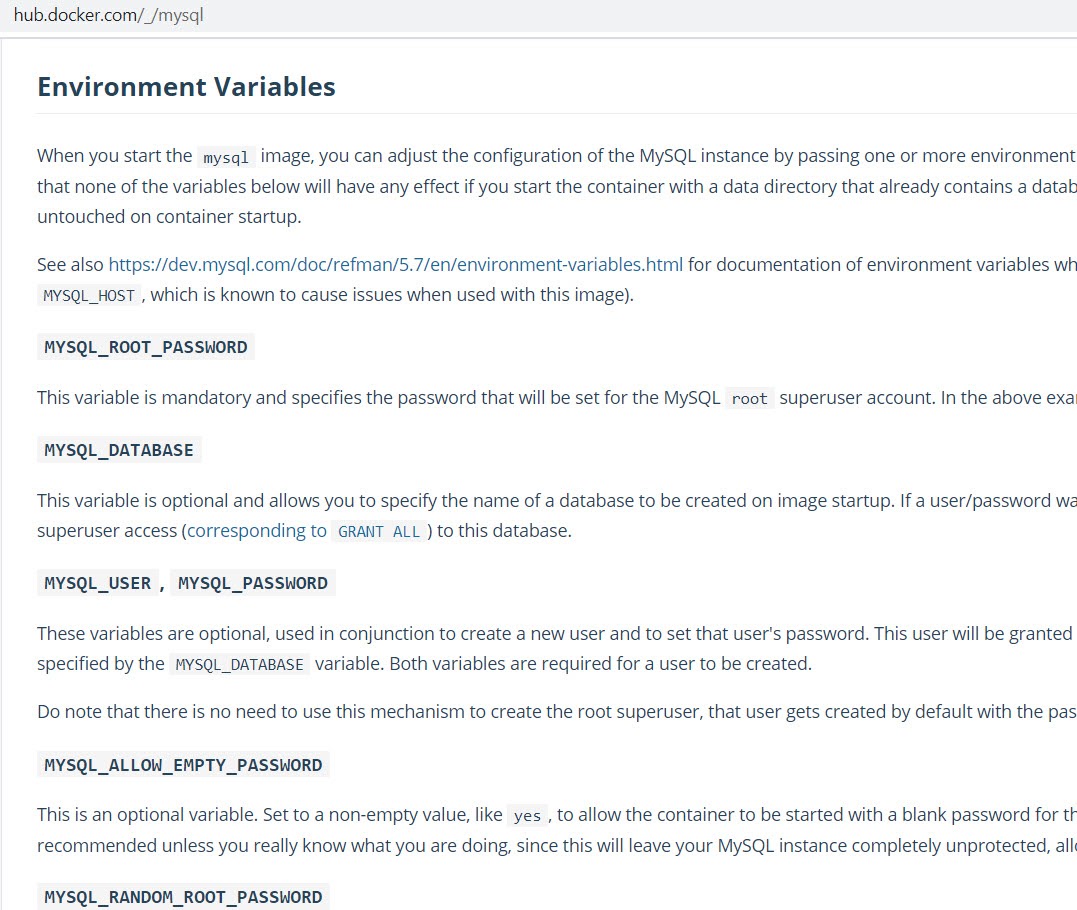 hub.docker.com/_/mysql
Environment Variables
When you start the mysql image, you can adjust the configuration of the MySQL instance by passing one or more environment
that none of the variables below will have any effect if you start the container with a data directory that already contains a datab
untouched on container startup.
See also https://dev.mysql.com/doc/refman/5.7/en/environment-variables.html for documentation of environment variables wh
MYSQL_HOST , which is known to cause issues when used with this image).
MYSQL_ROOT_PASSWORD
This variable is mandatory and specifies the password that will be set for the MySQL root superuser account. In the above exa
MYSQL_DATABASE
This variable is optional and allows you to specify the name of a database to be created on image startup. If a user/password wa
superuser access (corresponding to GRANT ALL ) to this database.
MYSQL_USER , MYSQL_PASSWORD
These variables are optional, used in conjunction to create a new user and to set that user's password. This user will be granted
specified by the MYSQL_DATABASE variable. Both variables are required for a user to be created.
Do note that there is no need to use this mechanism to create the root superuser, that user gets created by default with the pas
MYSQL_ALLOW_EMPTY_PASSWORD
This is an optional variable. Set to a non-empty value, like yes , to allow the container to be started with a blank password for th
recommended unless you really know what you are doing, since this will leave your MySQL instance completely unprotected, all
MYSQL_RANDOM_ROOT_PASSWORD